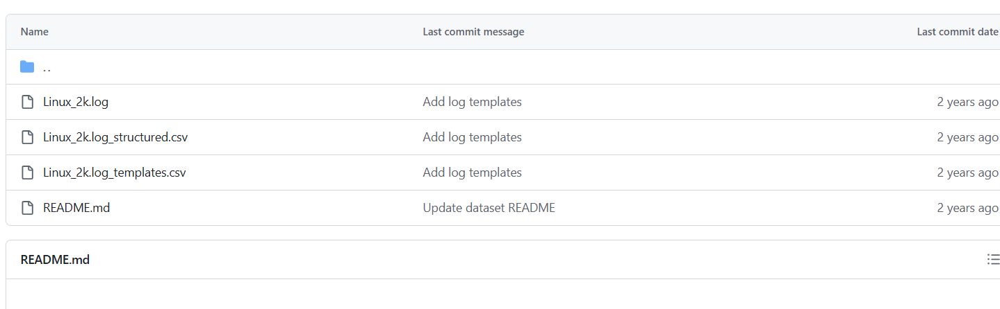 Name Last commit message Last commit date
..
Linux_2k.log Add log templates 2 years ago
Linux_2k.log_structured.csv Add log templates 2 years ago
Linux_2k.log_templates.csv Add log templates 2 years ago
README.md Update dataset README 2 years ago
README.md